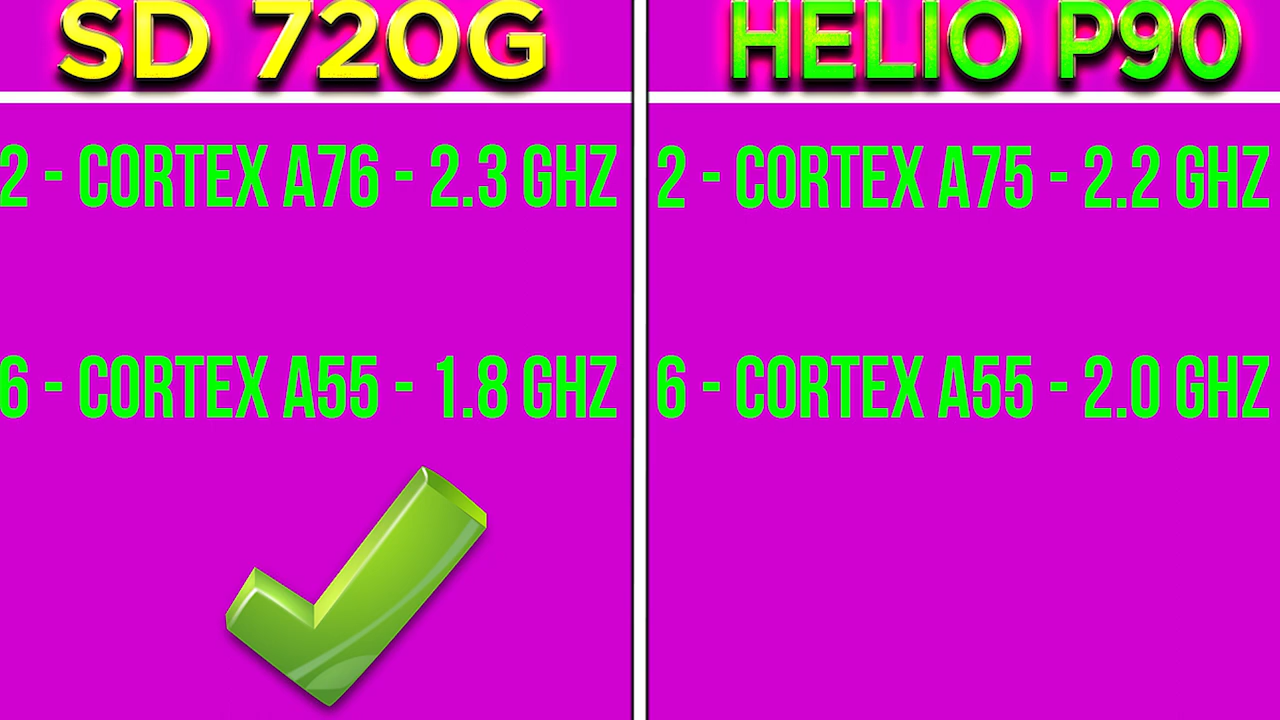 SD 720G
HELIO P90
2 - CORTEX A76 - 2.3 GHZ
2 - CORTEX A75 - 2.2 GHZ
6 - CORTEX A55 - 1.8 GHZ
6 - CORTEX A55 - 2.0 GHZ